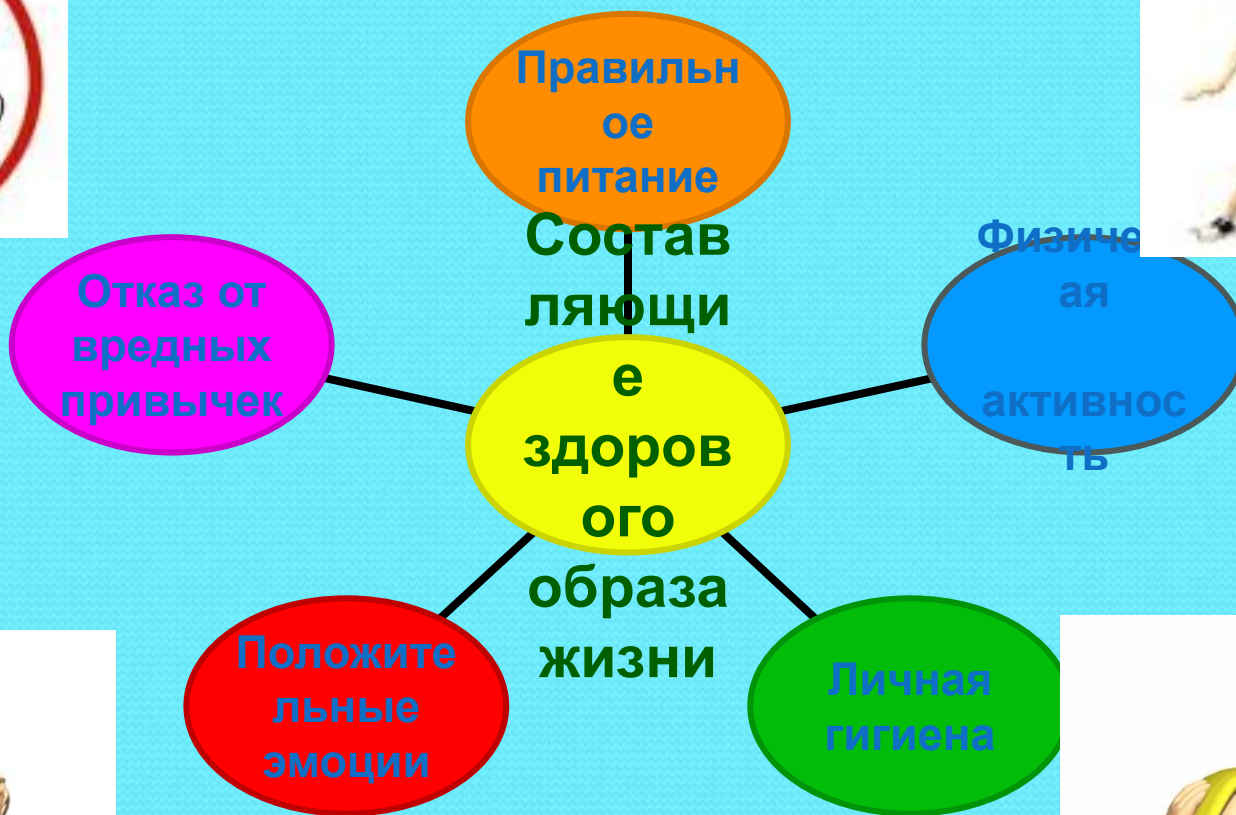 Правильн
ое
питание
Состав
ляющи
е
здоров
ого
образа
жизни
Отказ от
вредных
привычек
Физиче
ая
активнос
ть
Положите
льные
эмоции
Личная
гигиена